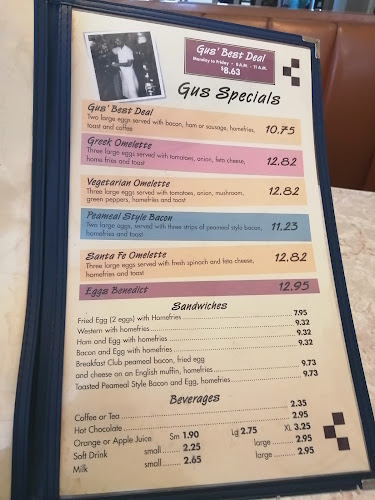 Gus' Best Deal
Monday to Friday • 8 A.M. - 11 A.M.
$8.63
Gus Specials
Gus' Best Deal
Two large eggs served with bacon, ham or sausage, homefries,
toast and coffee 10.75
Greek Omelette
Three large eggs served with tomatoes, onion, feta cheese,
home fries and toast 12.82
Vegetarian Omelette
Three large eggs served with tomatoes, onion, mushroom,
green peppers, homefries and toast 12.82
Peameal Style Bacon
Two large eggs, served with three strips of peameal style bacon,
homefries and toast 11.23
Santa Fe Omelette
Three large eggs served with fresh spinach and feta cheese,
homefries and toast 12.82
Eggs Benedict 12.95
Sandwiches
Fried Egg (2 eggs) with Homefries 7.95
Western with homefries 9.32
Ham and Egg with homefries 9.32
Bacon and Egg with homefries 9.32
Breakfast Club peameal bacon, fried egg
and cheese on an English muffin, homefries 9.73
Toasted Peameal Style Bacon and Egg, homefries 9.73
Beverages
Coffee or Tea 2.35
Hot Chocolate 2.95
Orange or Apple Juice Sm 1.90 Lg 2.75 XL 3.25
Soft Drink small 2.25 large 2.95
Milk small 2.65 large 2.95